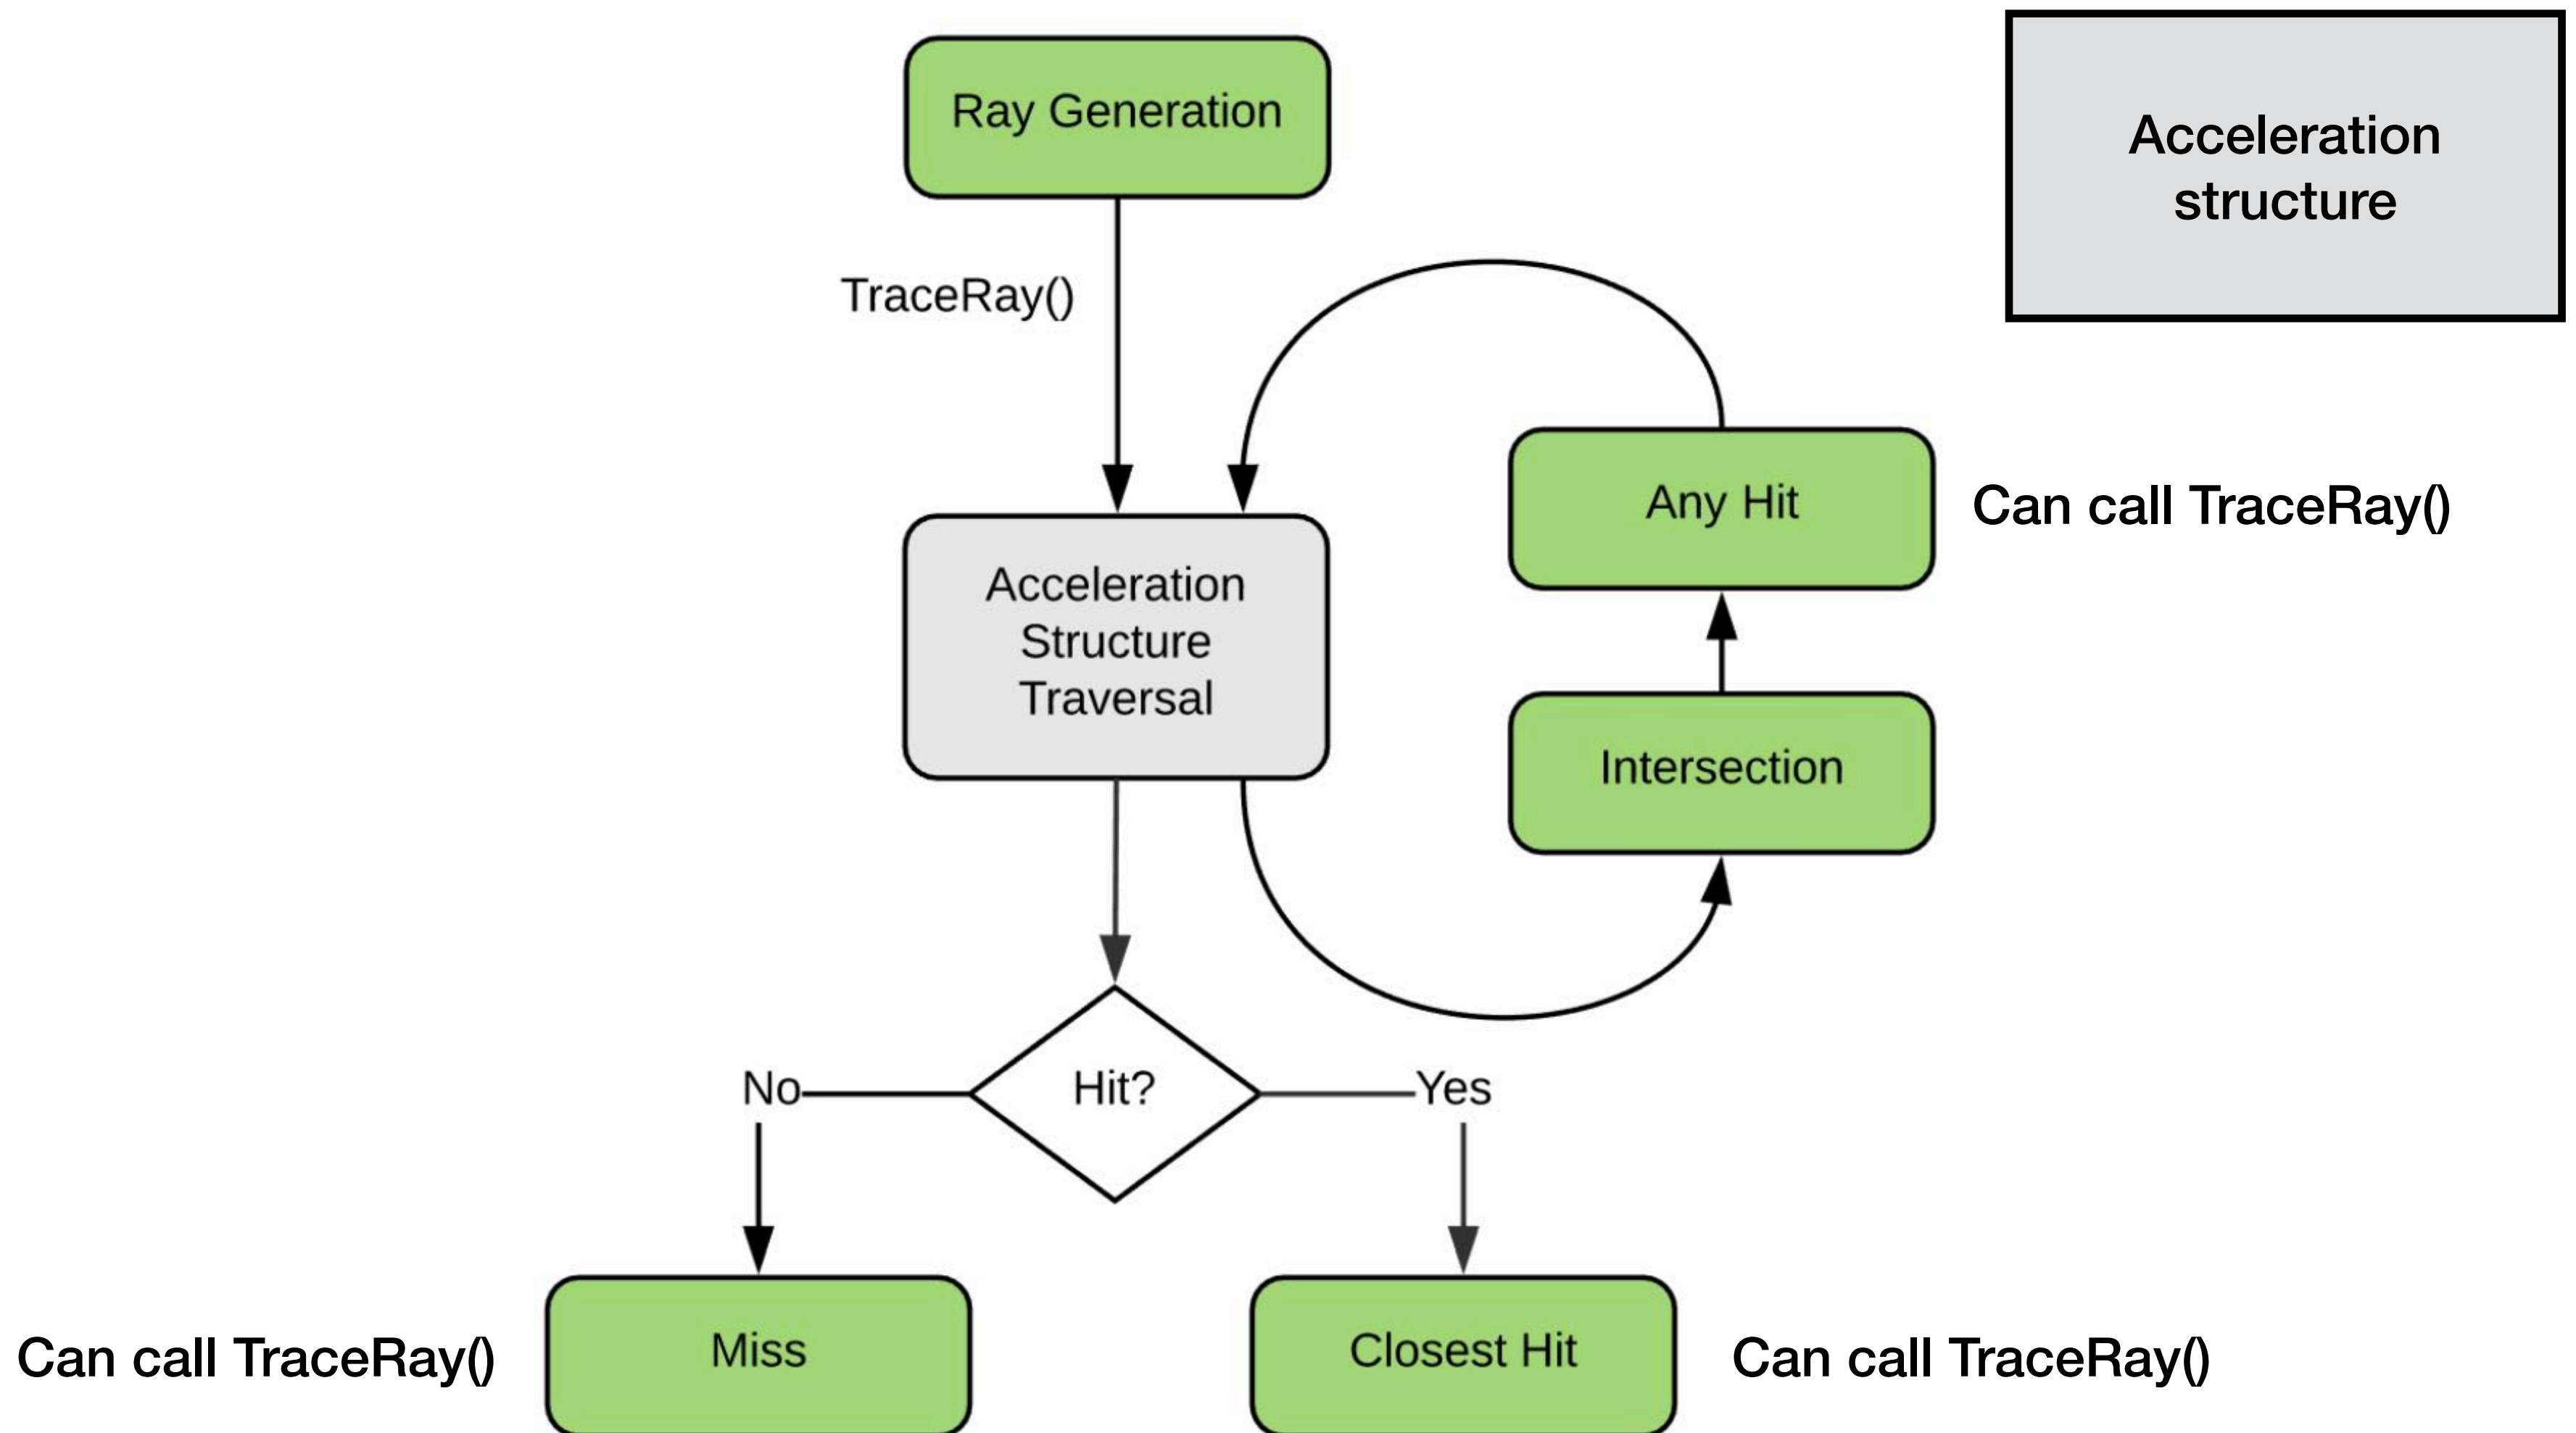 Ray Generation
Acceleration
structure
TraceRay()
Any Hit
Can call TraceRay()
Acceleration
Structure
Traversal
Intersection
Hit?
No
Yes
Can call TraceRay()
Miss
Closest Hit
Can call TraceRay()